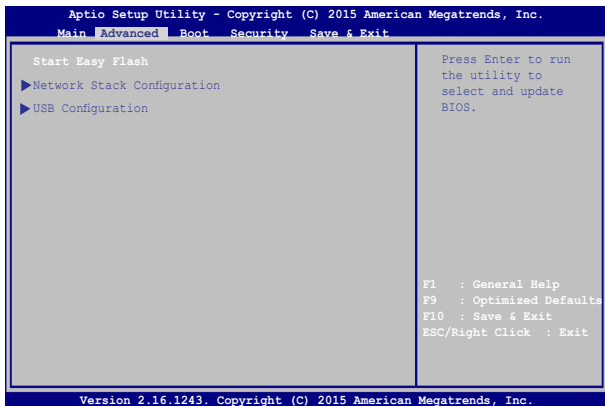 Aptio Setup Utility - Copyright (C) 2015 American Megatrends, Inc.
Main Advanced Boot Security Save & Exit
Start Easy Flash
Network Stack Configuration
USB Configuration
Press Enter to run
the utility to
select and update
BIOS.
F1 : General Help
F9 : Optimized Defaults
F10 : Save & Exit
ESC/Right Click : Exit
Version 2.16.1243. Copyright (C) 2015 American Megatrends, Inc.